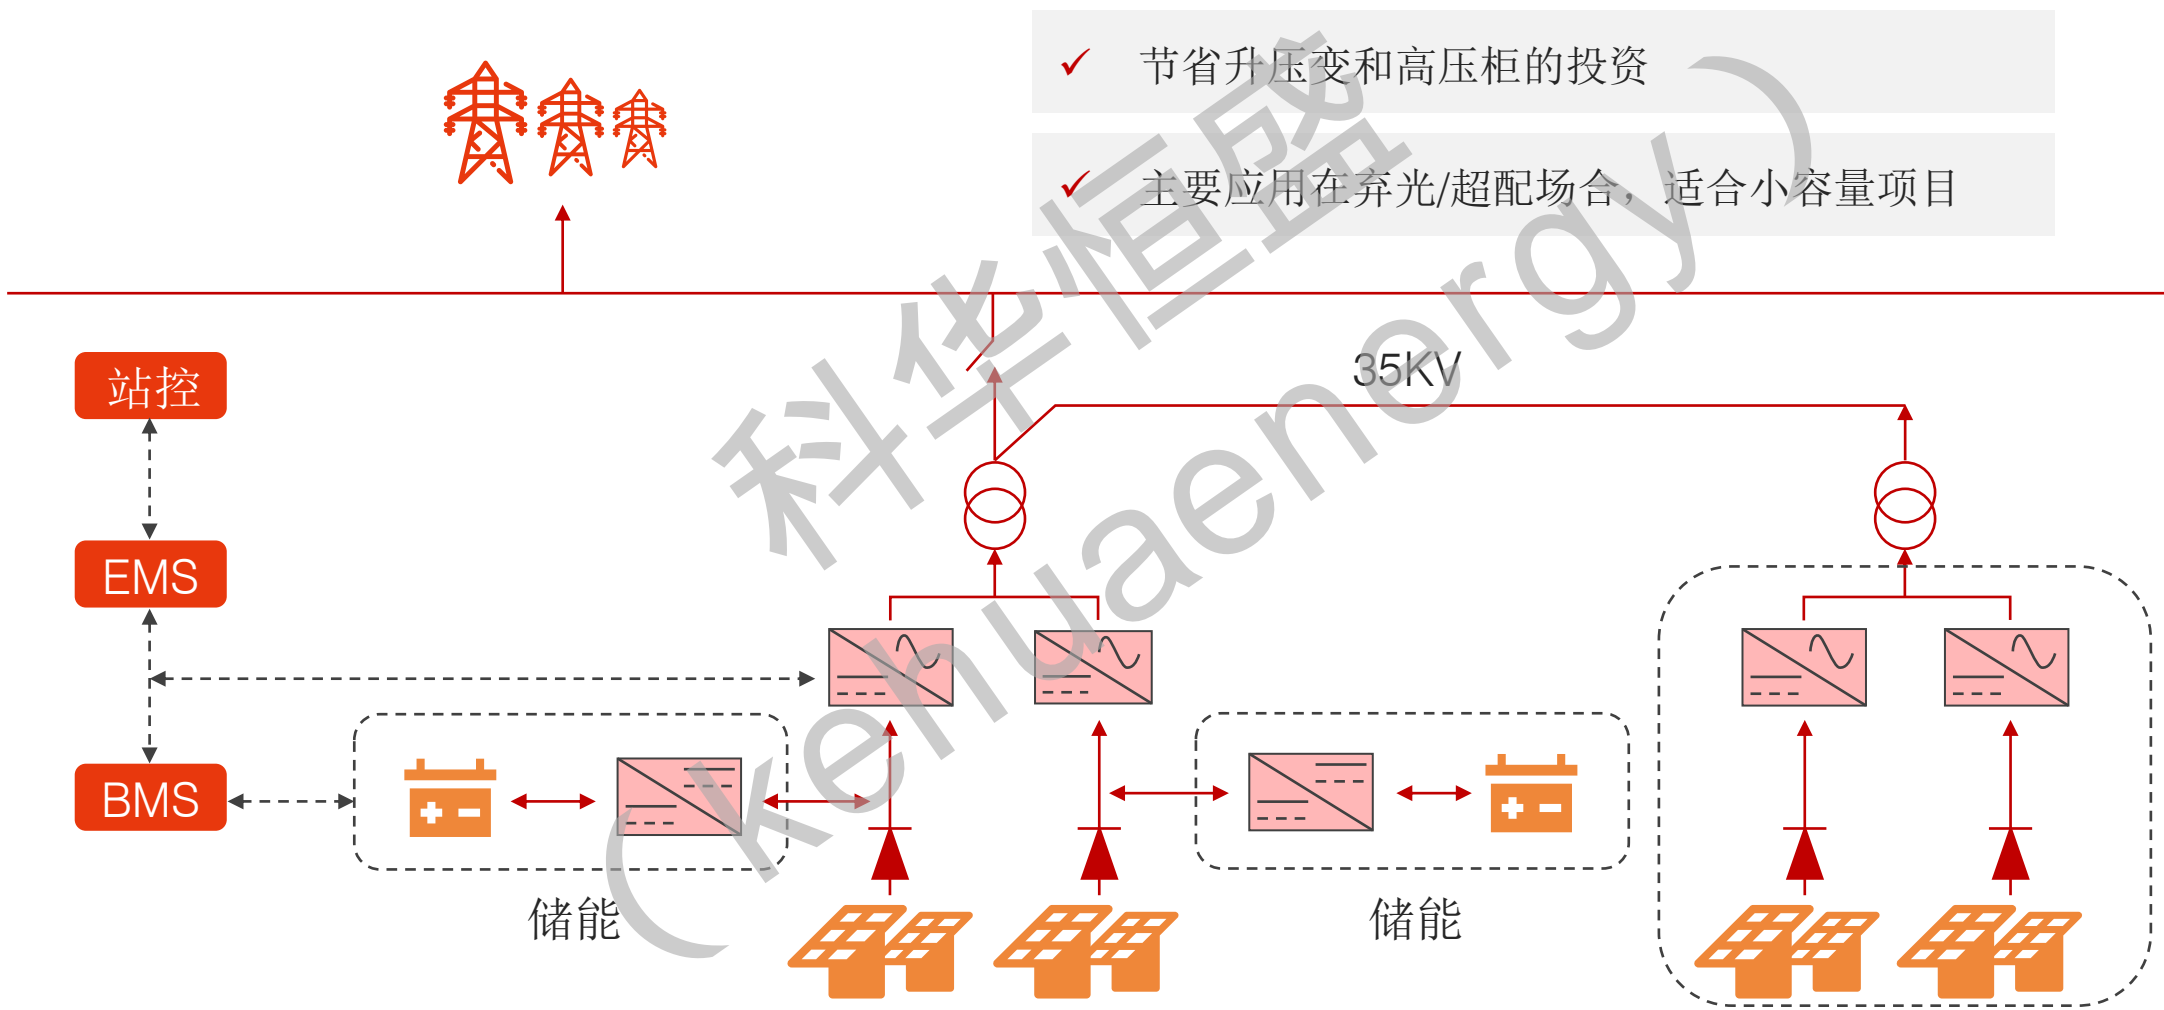 节省升压变和高压柜的投资
主要应用在弃光/超配场合，适合小容量项目
35KV
站控
EMS
BMS
储能
储能
科华恒盛
（kehuaenergy）